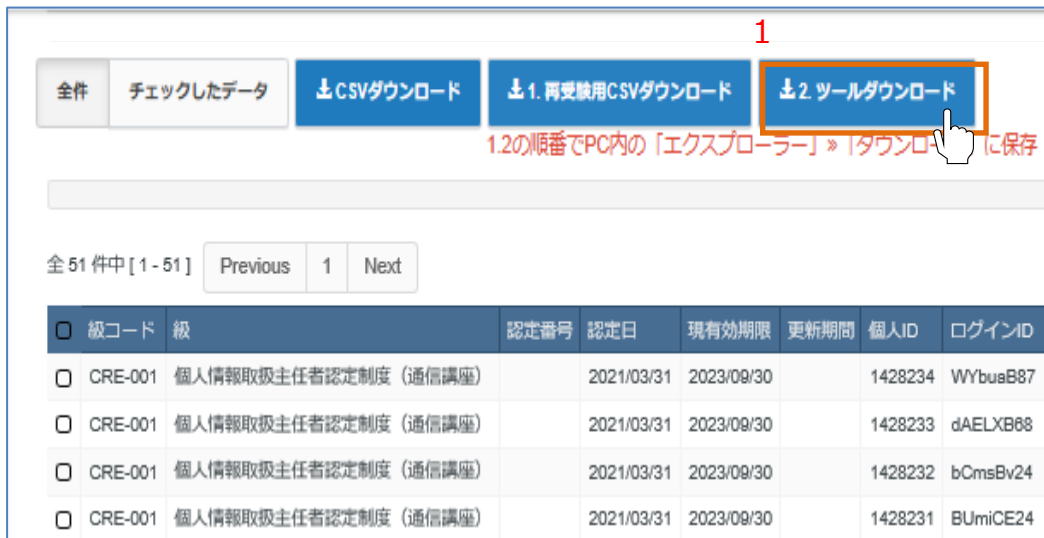 1
全件 チェックしたデータ CSVダウンロード 1. 再受験用CSVダウンロード 2. ツールダウンロード
1.2の順番でPC内の「エクスプローラー」»「ダウンロー に保存
全 51 件中 [ 1 - 51 ] Previous 1 Next
級コード 級 認定番号 認定日 現有効期限 更新期間 個人ID ログインID
CRE-001 個人情報取扱主任者認定制度（通信講座） 2021/03/31 2023/09/30 1428234 WYbuaB87
CRE-001 個人情報取扱主任者認定制度（通信講座） 2021/03/31 2023/09/30 1428233 dAELXB68
CRE-001 個人情報取扱主任者認定制度（通信講座） 2021/03/31 2023/09/30 1428232 bCmsBv24
CRE-001 個人情報取扱主任者認定制度（通信講座） 2021/03/31 2023/09/30 1428231 BUmiCE24